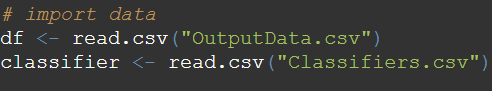 # import data
df <- read.csv("OutputData.csv")
classifier <- read.csv("Classifiers.csv")